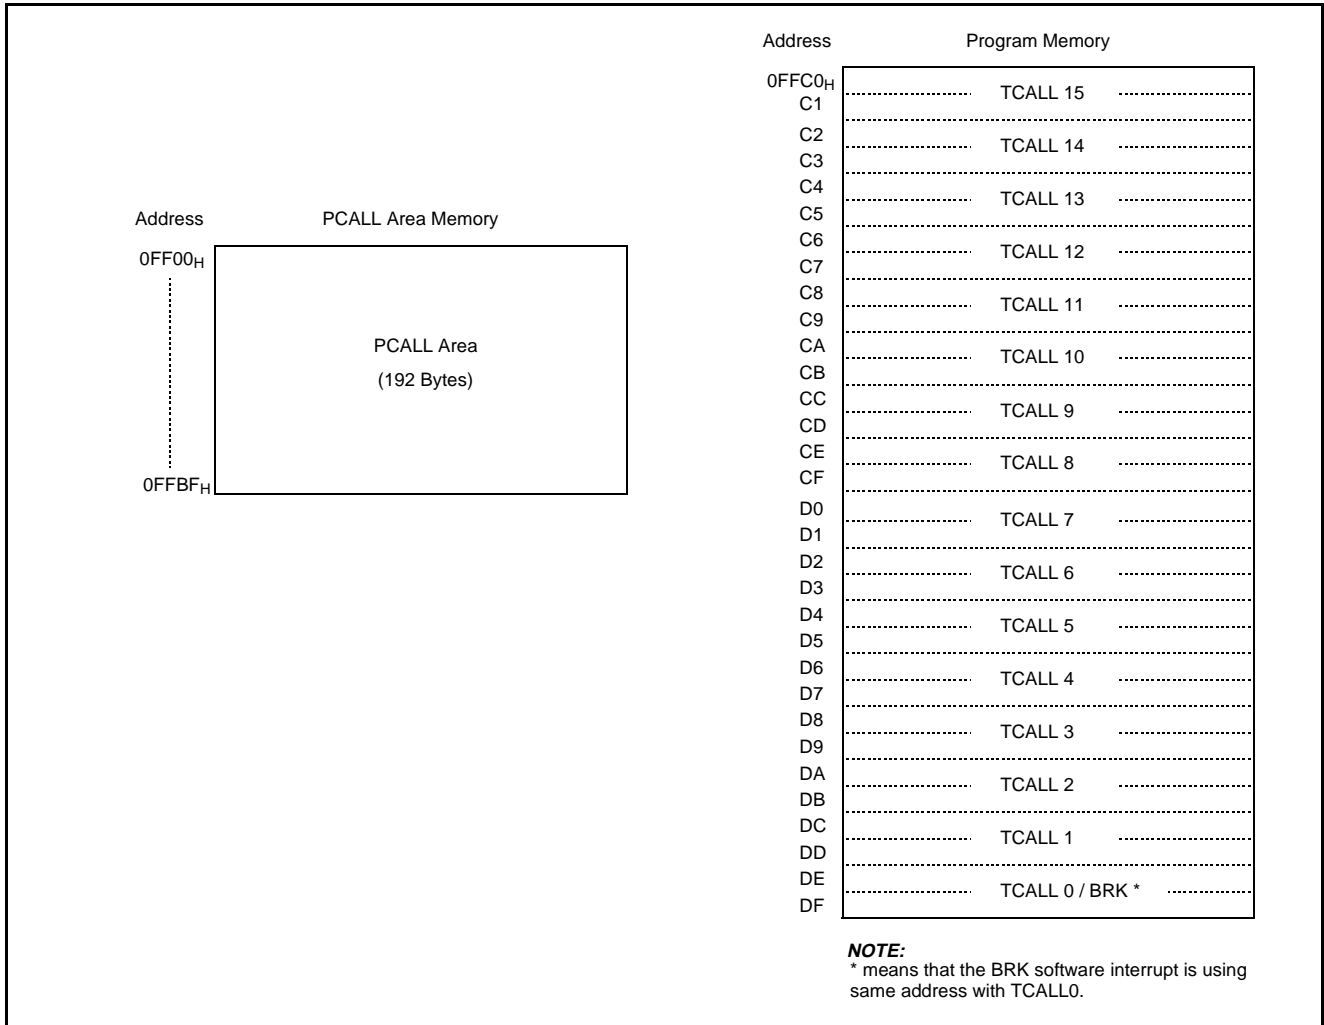 Address PCALL Area Memory
0FF00H
PCALL Area
(192 Bytes)
0FFBFH
Address Program Memory
0FFC0H
TCALL 15
C1
C2
TCALL 14
C3
C4
TCALL 13
C5
C6
TCALL 12
C7
C8
TCALL 11
C9
CA
TCALL 10
CB
CC
TCALL 9
CD
CE
TCALL 8
CF
D0
TCALL 7
D1
D2
TCALL 6
D3
D4
TCALL 5
D5
D6
TCALL 4
D7
D8
TCALL 3
D9
DA
TCALL 2
DB
DC
TCALL 1
DD
DE
TCALL 0 / BRK *
DF
NOTE:
* means that the BRK software interrupt is using
same address with TCALL0.